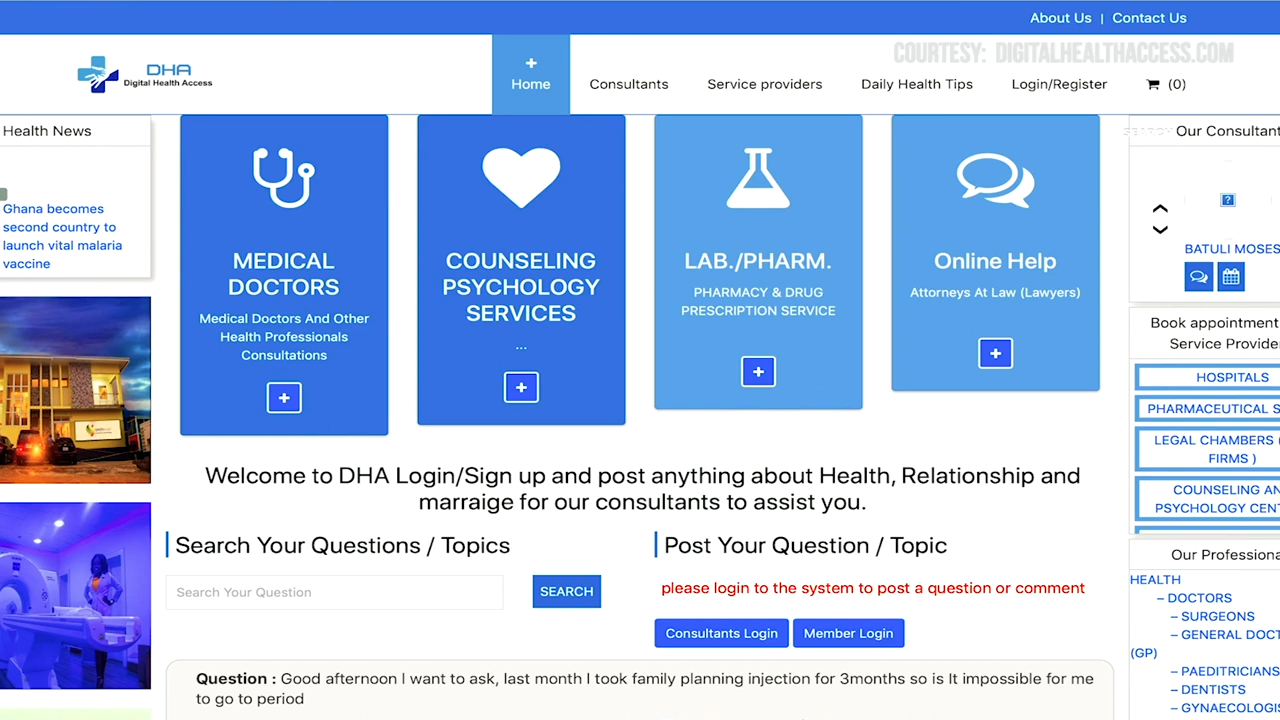 About Us | Contact Us
COURTESY: DIGITALHEALTHACCESS.COM
DHA
Digital Health Access
Home
Consultants
Service providers
Daily Health Tips
Login/Register
(0)
Health News
Ghana becomes
second country to
launch vital malaria
vaccine
MEDICAL
DOCTORS
Medical Doctors And Other
Health Professionals
Consultations
+
COUNSELING
PSYCHOLOGY
SERVICES
...
+
LAB./PHARM.
PHARMACY & DRUG
PRESCRIPTION SERVICE
+
Online Help
Attorneys At Law (Lawyers)
+
SEARCH
Our Consultant
?
BATULI MOSES
Book appointment
Service Provide
HOSPITALS
PHARMACEUTICAL S
LEGAL CHAMBERS (
FIRMS )
COUNSELING AN
PSYCHOLOGY CENT
Our Professiona
HEALTH
– DOCTORS
– SURGEONS
– GENERAL DOCT
(GP)
– PAEDITRICIANS
– DENTISTS
– GYNAECOLOGIS
Welcome to DHA Login/Sign up and post anything about Health, Relationship and
marraige for our consultants to assist you.
Search Your Questions / Topics
Search Your Question
SEARCH
Post Your Question / Topic
please login to the system to post a question or comment
Consultants Login
Member Login
Question : Good afternoon I want to ask, last month I took family planning injection for 3months so is It impossible for me
to go to period